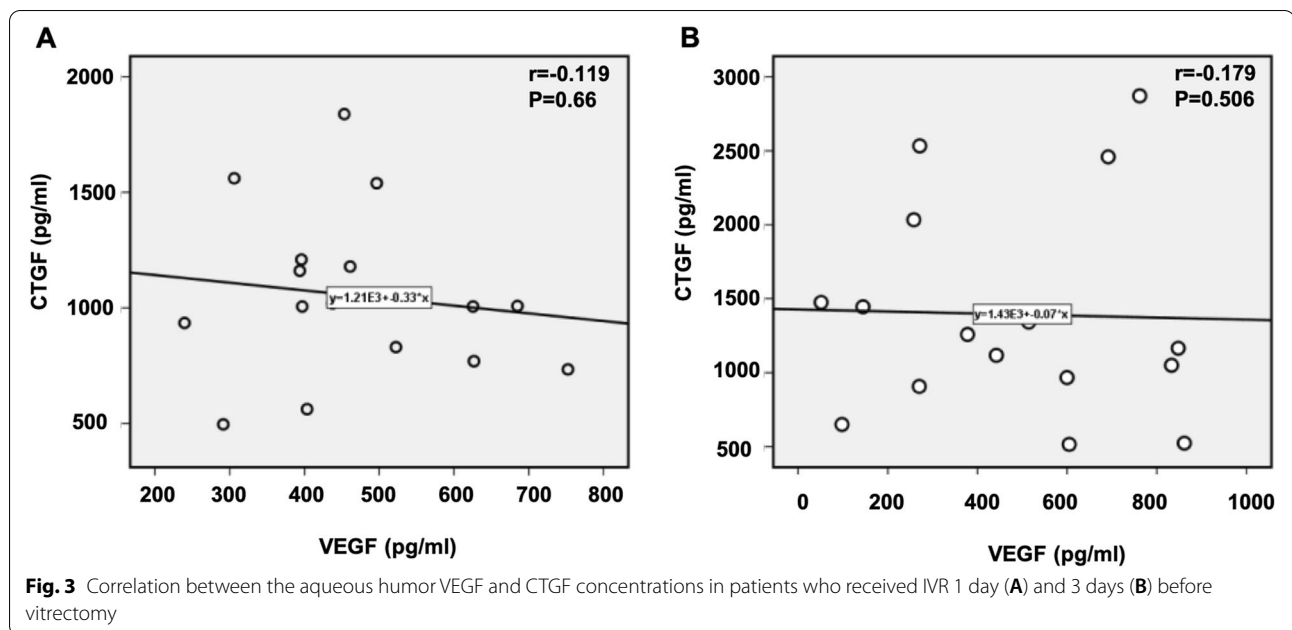 A
r=-0.119
P=0.66
2000
1500
1000
500
CTGF (pg/ml)
y=1.21E3+-0.33*x
200 300 400 500 600 700 800
VEGF (pg/ml)
B
r=-0.179
P=0.506
3000
2500
2000
1500
1000
500
CTGF (pg/ml)
y=1.43E3+-0.07*x
0 200 400 600 800 1000
VEGF (pg/ml)
Fig. 3 Correlation between the aqueous humor VEGF and CTGF concentrations in patients who received IVR 1 day (A) and 3 days (B) before
vitrectomy